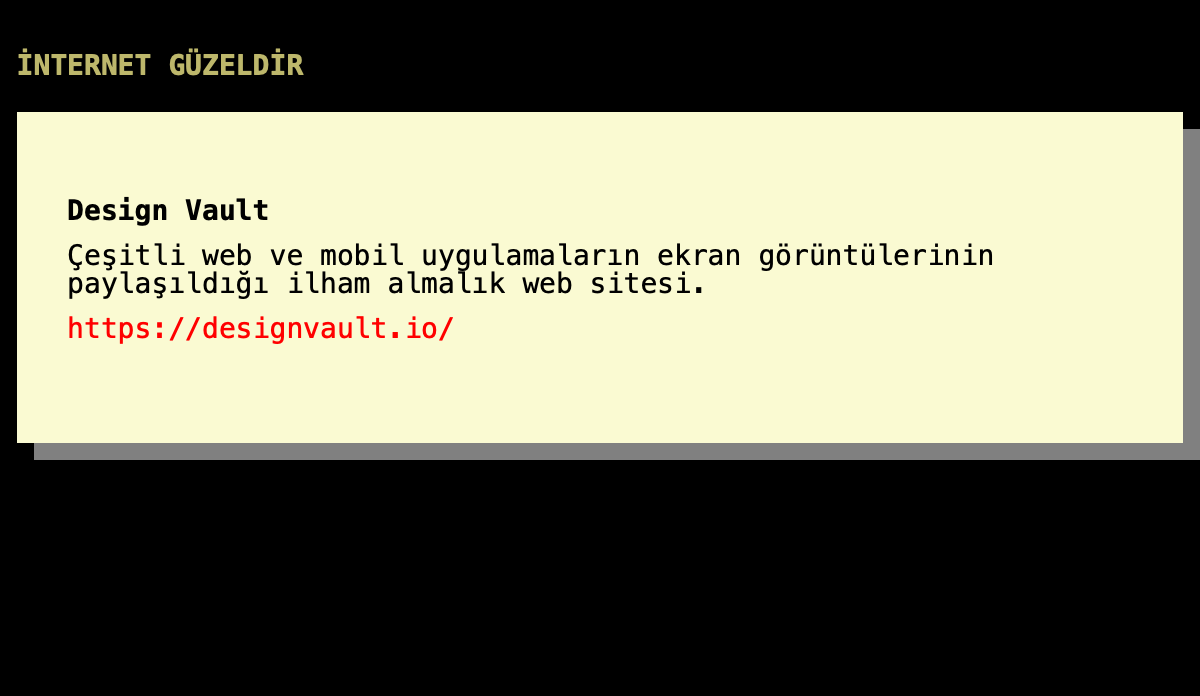 İNTERNET GÜZELDİR
Design Vault
Çeşitli web ve mobil uygulamaların ekran görüntülerinin
paylaşıldığı ilham almalık web sitesi.
https://designvault.io/